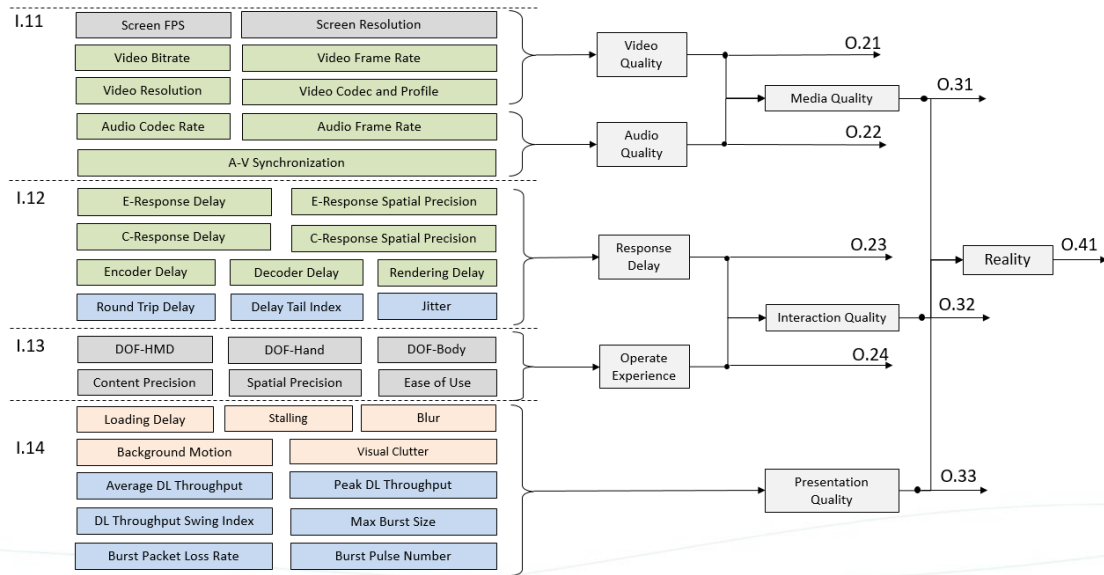 I.11
Screen FPS
Screen Resolution
Video Bitrate
Video Frame Rate
Video Resolution
Video Codec and Profile
Audio Codec Rate
Audio Frame Rate
A-V Synchronization
Video
Quality
O.21
Media Quality
O.31
Audio
Quality
O.22
I.12
E-Response Delay
E-Response Spatial Precision
C-Response Delay
C-Response Spatial Precision
Encoder Delay
Decoder Delay
Rendering Delay
Round Trip Delay
Delay Tail Index
Jitter
Response
Delay
O.23
Reality
O.41
Interaction Quality
O.32
I.13
DOF-HMD
DOF-Hand
DOF-Body
Content Precision
Spatial Precision
Ease of Use
Operate
Experience
O.24
I.14
Loading Delay
Stalling
Blur
Background Motion
Visual Clutter
Average DL Throughput
Peak DL Throughput
DL Throughput Swing Index
Max Burst Size
Burst Packet Loss Rate
Burst Pulse Number
Presentation
Quality
O.33